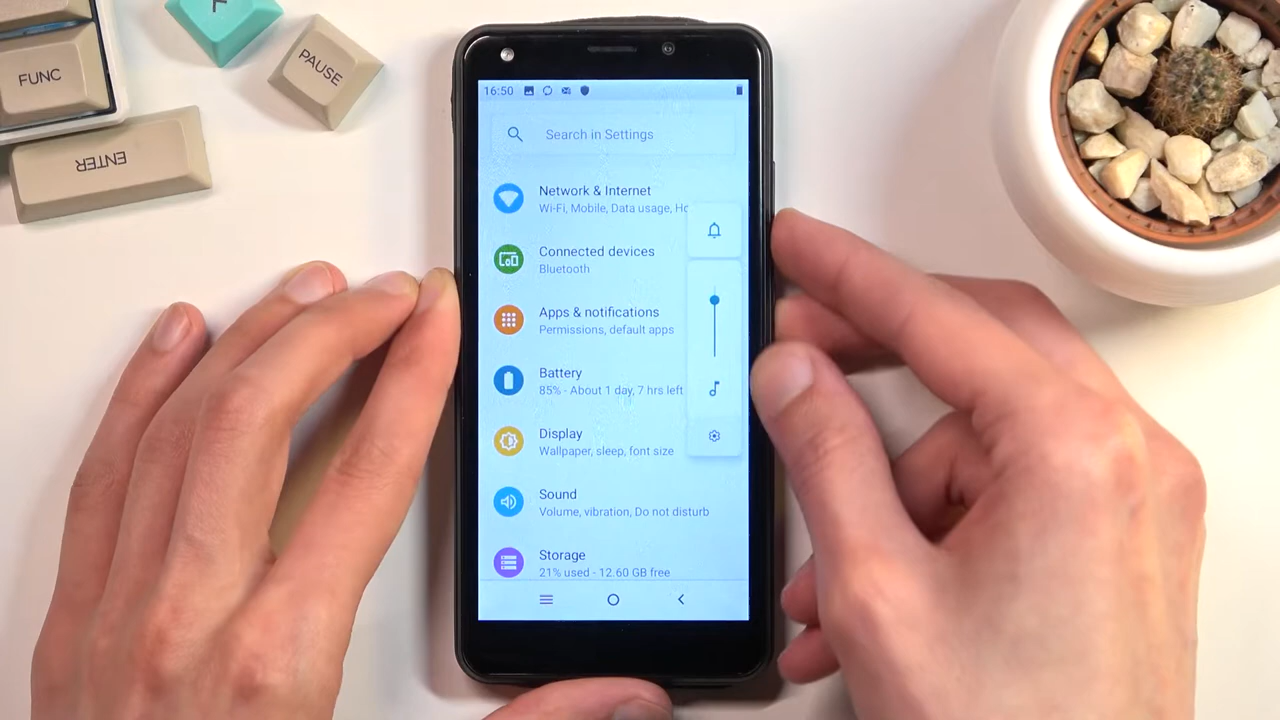 FUNC
PAUSE
ENTER
16:50
Search in Settings
Network & Internet
Wi-Fi, Mobile, Data usage, Ho
Connected devices
Bluetooth
Apps & notifications
Permissions, default apps
Battery
85% - About 1 day, 7 hrs left
Display
Wallpaper, sleep, font size
Sound
Volume, vibration, Do not disturb
Storage
21% used - 12.60 GB free